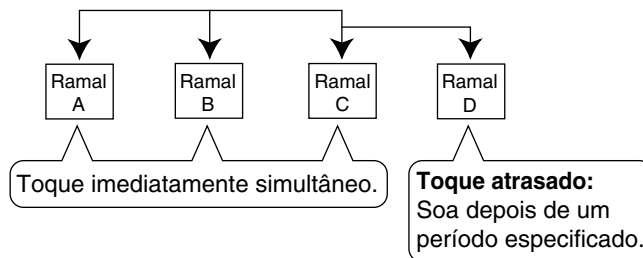 Ramal
A
Ramal
B
Ramal
C
Ramal
D
Toque imediatamente simultâneo.
Toque atrasado:
Soa depois de um
período especificado.